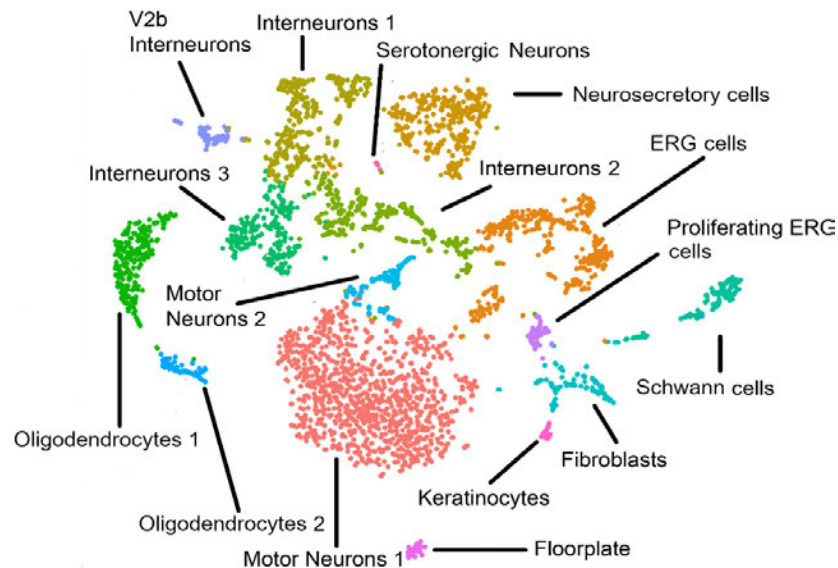 V2b
Interneurons
Interneurons 1
Serotonergic Neurons
Neurosecretory cells
ERG cells
Interneurons 3
Interneurons 2
Proliferating ERG
cells
Motor
Neurons 2
Schwann cells
Oligodendrocytes 1
Fibroblasts
Keratinocytes
Oligodendrocytes 2
Motor Neurons 1
Floorplate